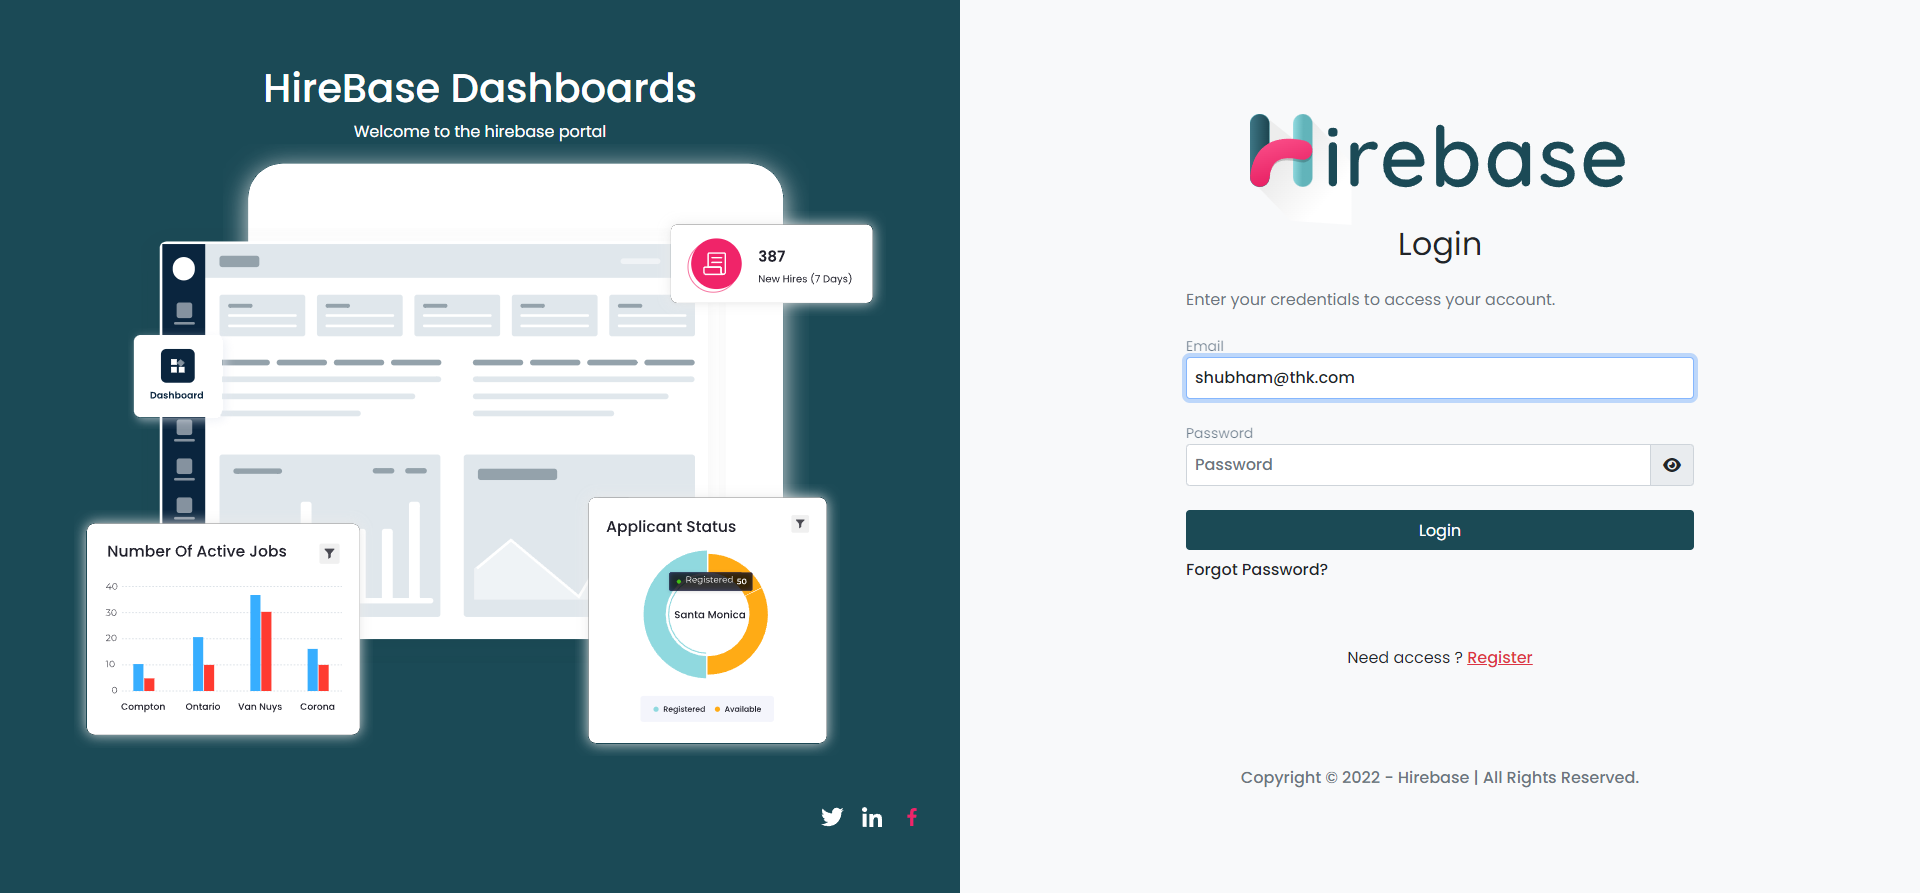 HireBase Dashboards
Welcome to the hirebase portal
387
New Hires (7 Days)
Dashboard
Number Of Active Jobs
40
30
20
10
0
Compton Ontario Van Nuys Corona
Applicant Status
Registered 50
Santa Monica
Registered Available
Hirebase
Login
Enter your credentials to access your account.
Email
shubham@thk.com
Password
Password
Login
Forgot Password?
Need access ? Register
Copyright © 2022 - Hirebase | All Rights Reserved.